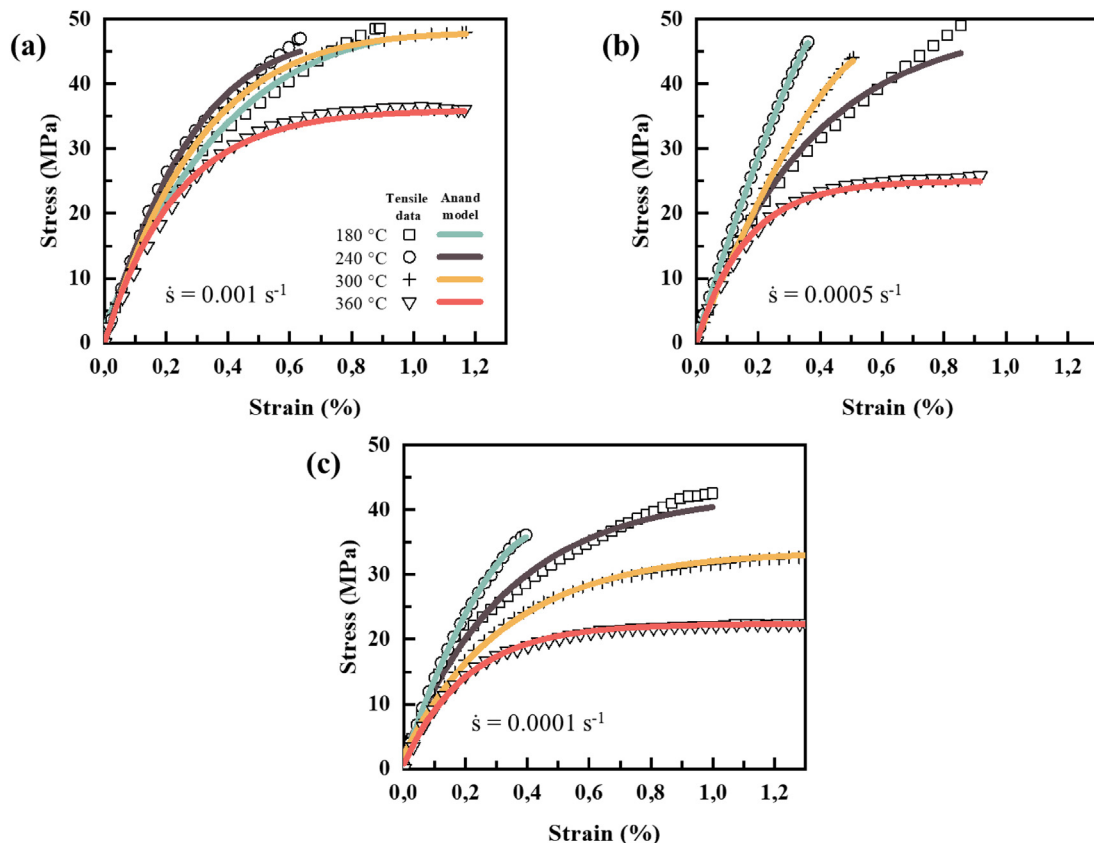 (a)
50
40
30
20
10
0
Stress (MPa)
Tensile data
Anand model
180 °C
240 °C
300 °C
360 °C
ṡ = 0.001 s⁻¹
0,0 0,2 0,4 0,6 0,8 1,0 1,2
Strain (%)
(b)
50
40
30
20
10
0
Stress (MPa)
ṡ = 0.0005 s⁻¹
0,0 0,2 0,4 0,6 0,8 1,0 1,2
Strain (%)
(c)
50
40
30
20
10
0
Stress (MPa)
ṡ = 0.0001 s⁻¹
0,0 0,2 0,4 0,6 0,8 1,0 1,2
Strain (%)